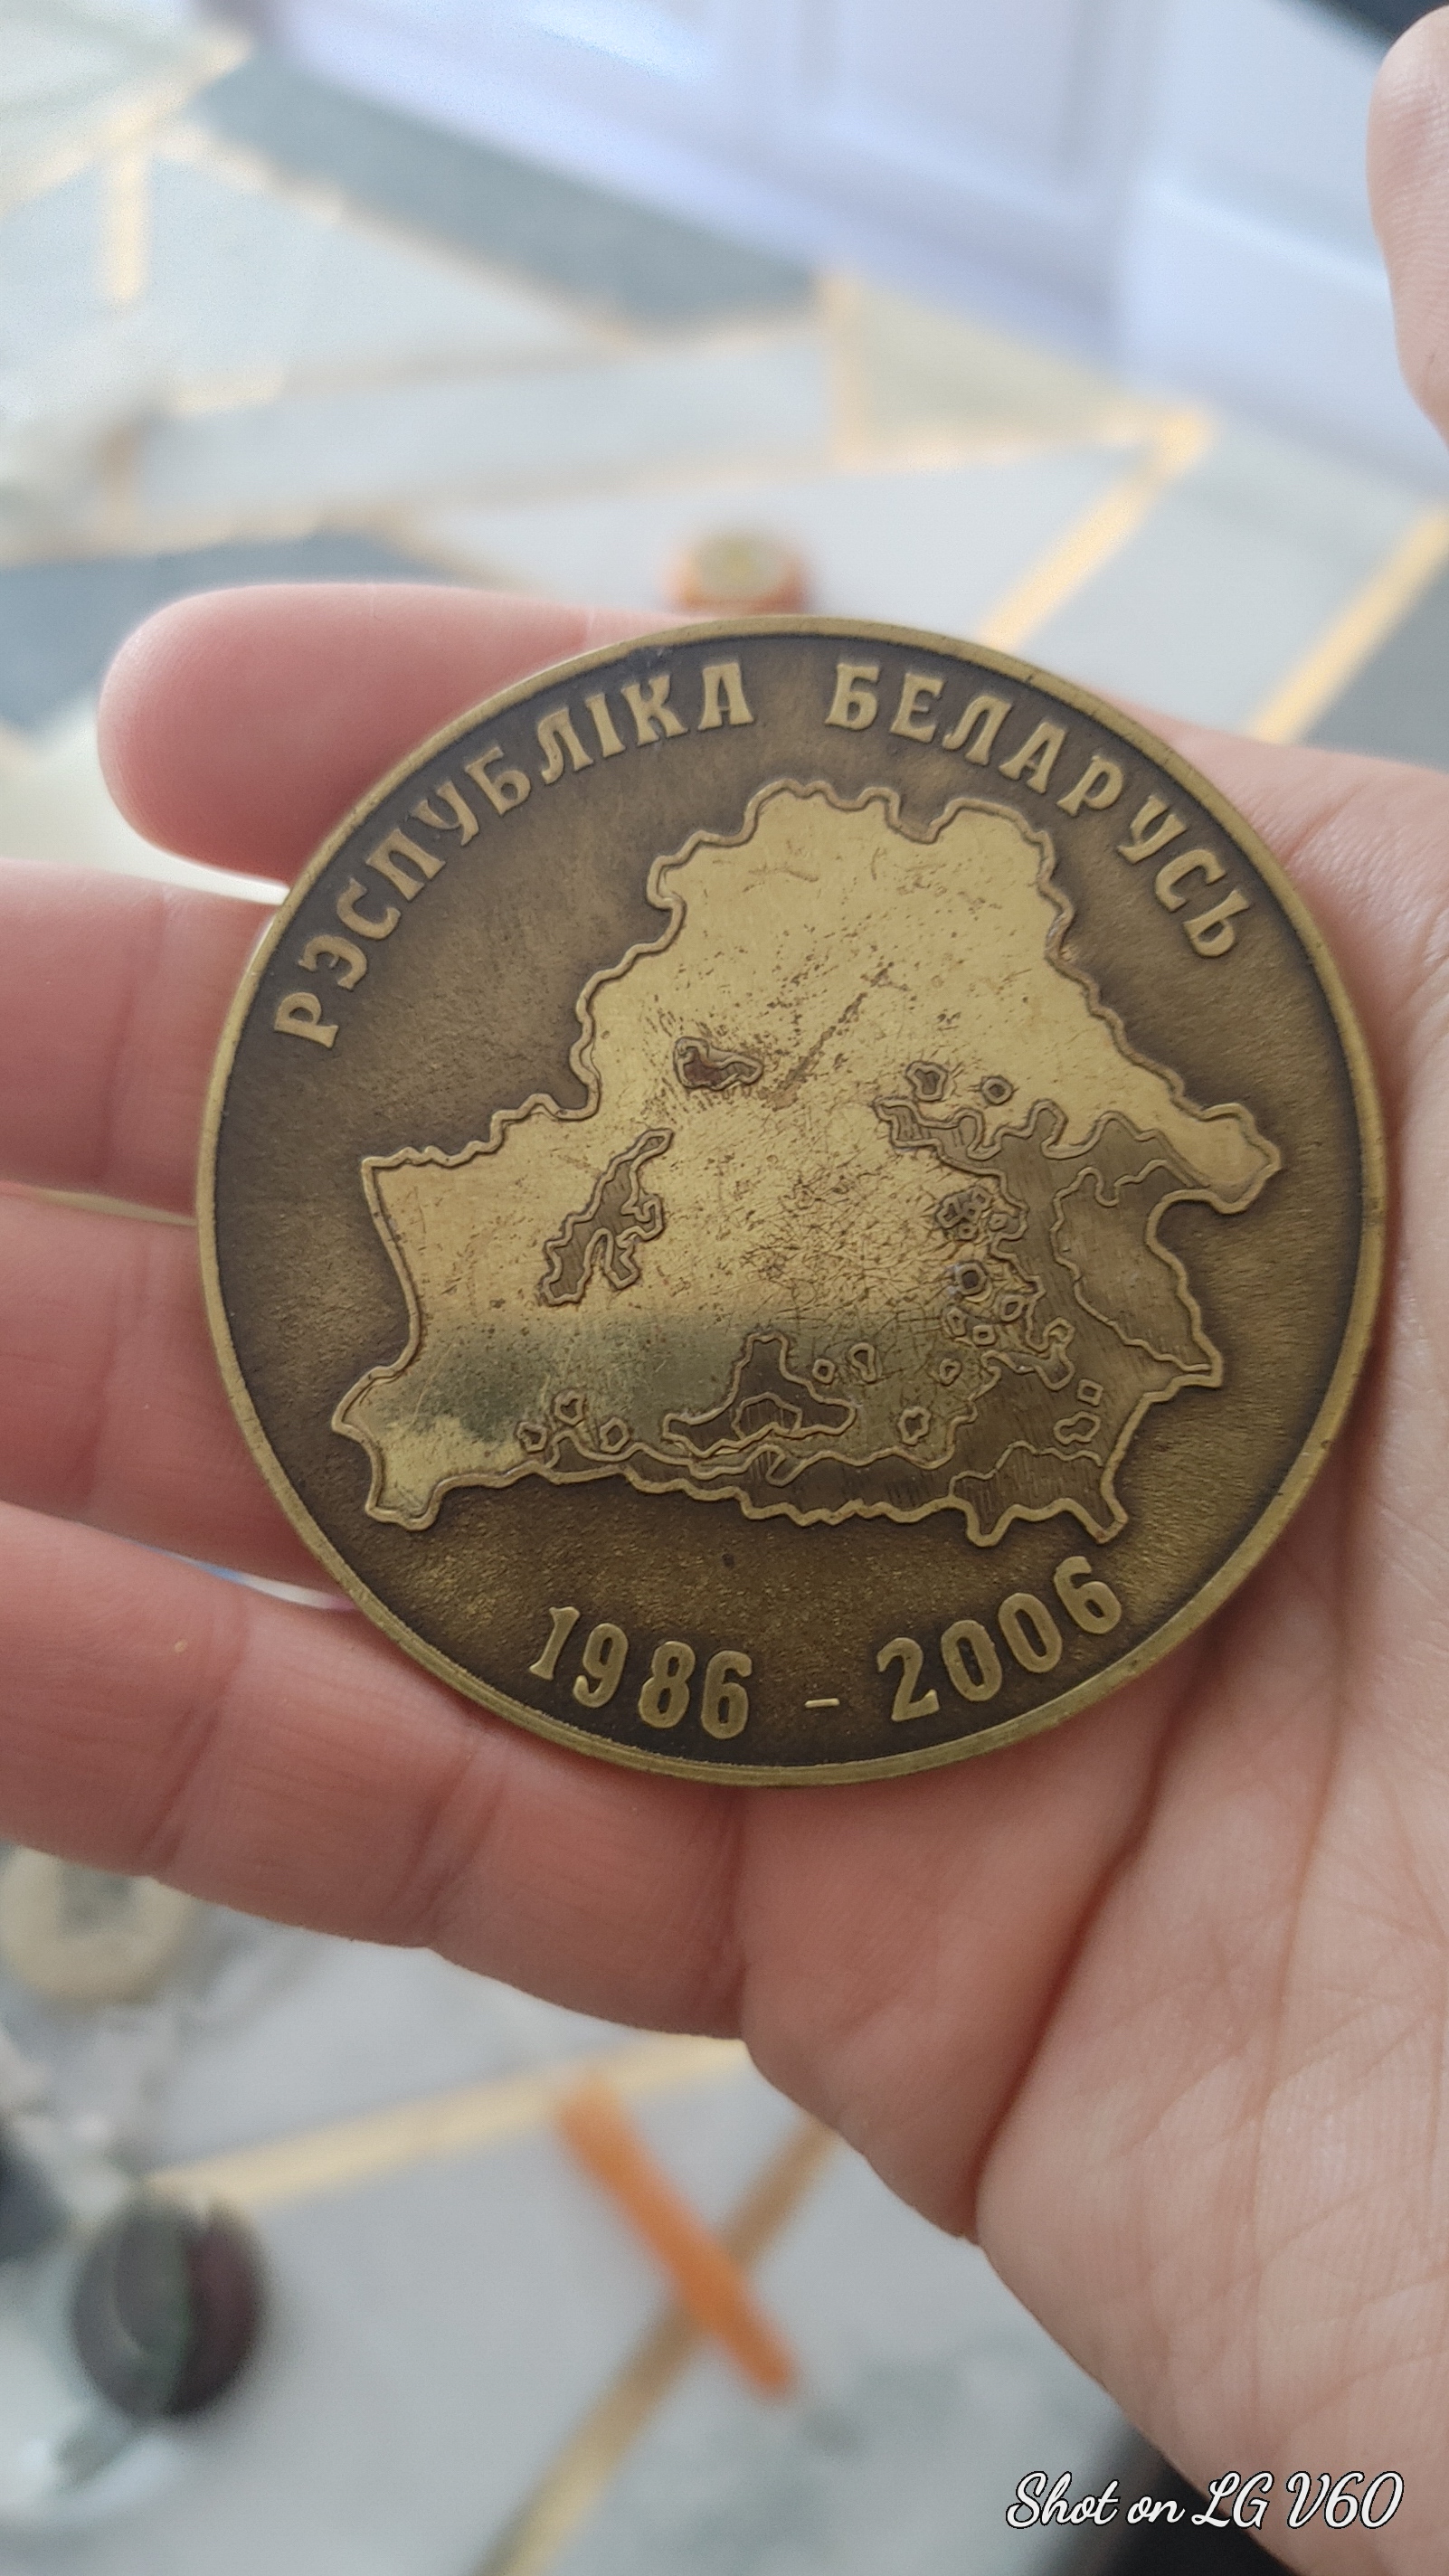 РЭСПУБЛІКА БЕЛАРУСЬ
1986 - 2006
Shot on LG V60